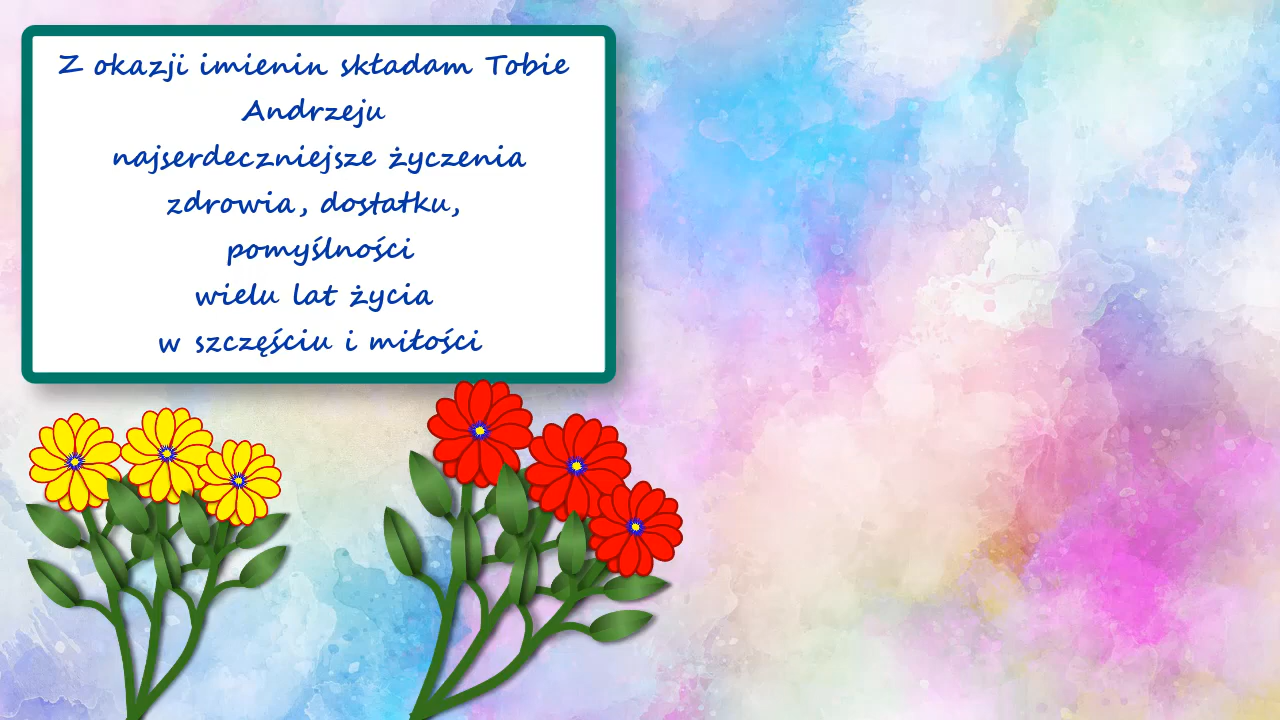 Z okazji imienin składam Tobie
Andrzeju
najserdeczniejsze życzenia
zdrowia, dostatku,
pomyślności
wielu lat życia
w szczęściu i miłości